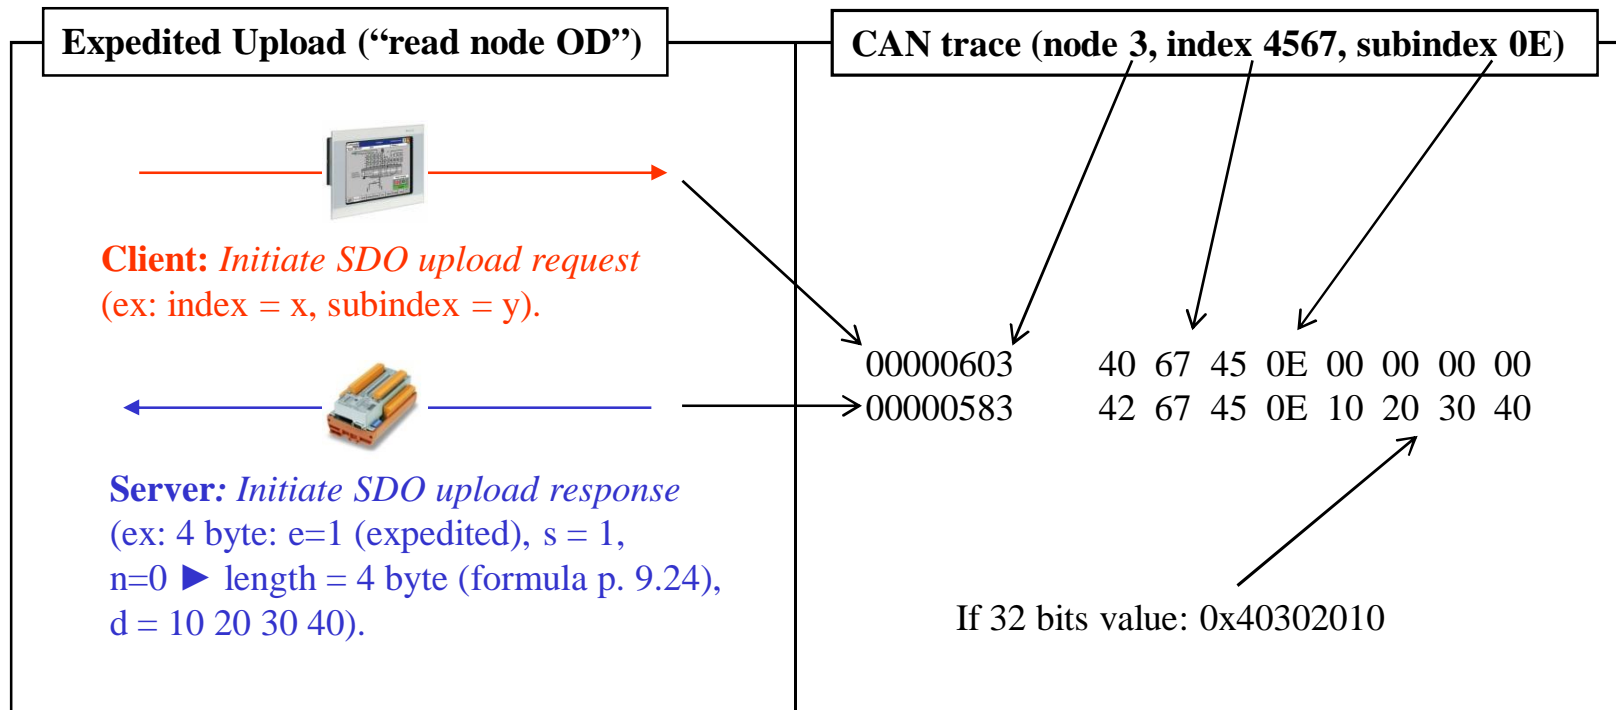 Expedited Upload (“read node OD”)
CAN trace (node 3, index 4567, subindex 0E)
Client: Initiate SDO upload request
(ex: index = x, subindex = y).
00000603 40 67 45 0E 00 00 00 00
00000583 42 67 45 0E 10 20 30 40
Server: Initiate SDO upload response
(ex: 4 byte: e=1 (expedited), s = 1,
n=0 ► length = 4 byte (formula p. 9.24),
d = 10 20 30 40).
If 32 bits value: 0x40302010